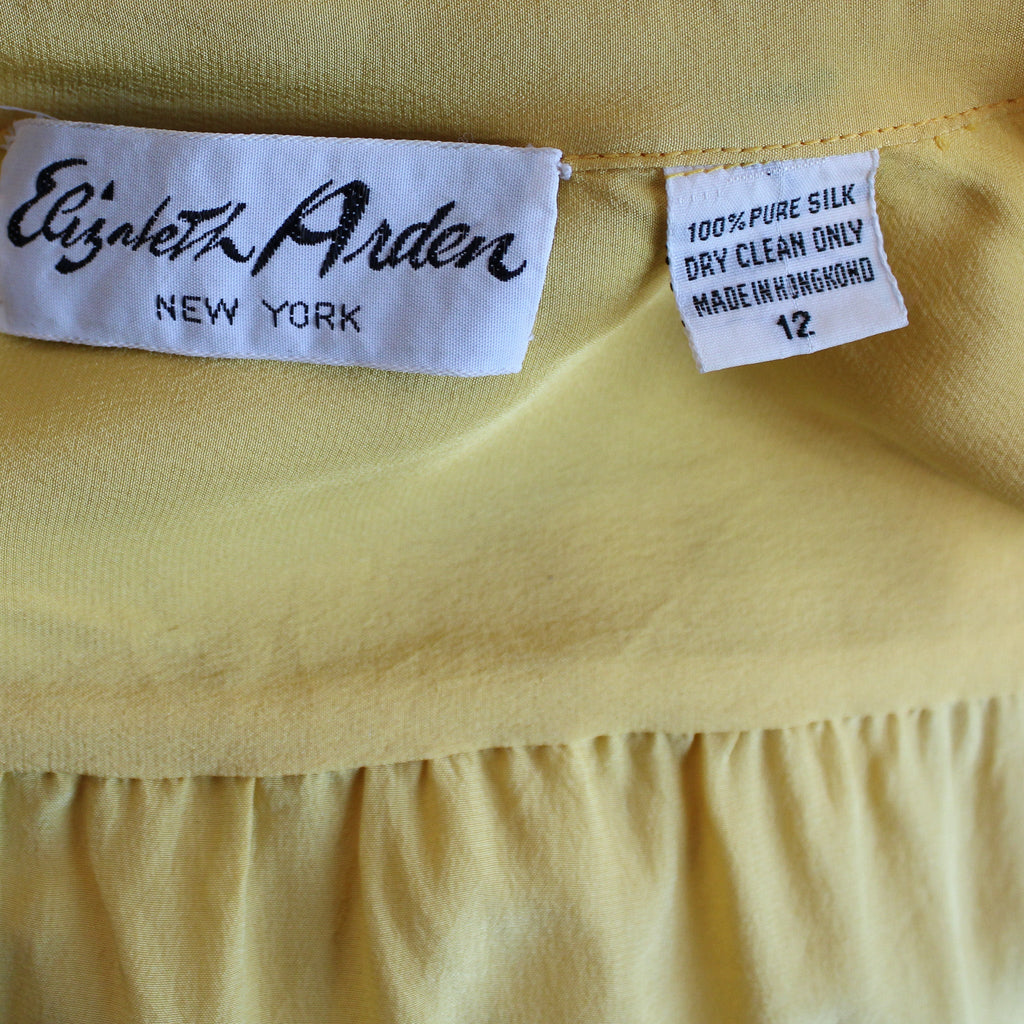 Elizabeth Arden
NEW YORK
100% PURE SILK
DRY CLEAN ONLY
MADE IN HONGKONG
12